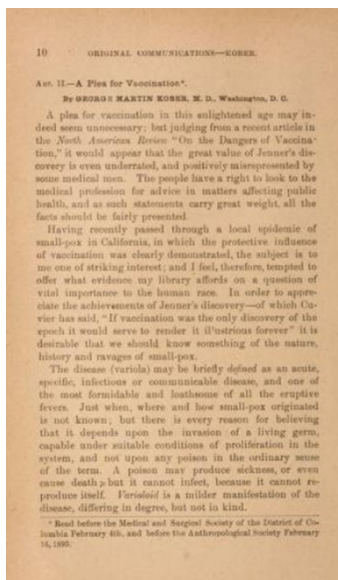 10 ORIGINAL COMMUNICATIONS—KOBER.
ART. II.—A Plea for Vaccination*.
By GEORGE MARTIN KOBER, M. D., Washington, D. C.
A plea for vaccination in this enlightened age may in-
deed seem unnecessary; but judging from a recent article in
the North American Review "On the Dangers of Vaccina-
tion," it would appear that the great value of Jenner's dis-
covery is even underrated, and positively misrepresented by
some medical men. The people have a right to look to the
medical profession for advice in matters affecting public
health, and as such statements carry great weight, all the
facts should be fairly presented.
Having recently passed through a local epidemic of
small-pox in California, in which the protective influence
of vaccination was clearly demonstrated, the subject is to
me one of striking interest; and I feel, therefore, tempted to
offer what evidence my library affords on a question of
vital importance to the human race. In order to appre-
ciate the achievements of Jenner's discovery—of which Cu-
vier has said, "If vaccination was the only discovery of the
epoch it would serve to render it illustrious forever" it is
desirable that we should know something of the nature,
history and ravages of small-pox.
The disease (variola) may be briefly defined as an acute,
specific, infectious or communicable disease, and one of
the most formidable and loathsome of all the eruptive
fevers. Just when, where and how small-pox originated
is not known; but there is every reason for believing
that it depends upon the invasion of a living germ,
capable under suitable conditions of proliferation in the
system, and not upon any poison in the ordinary sense
of the term. A poison may produce sickness, or even
cause death, but it cannot infect, because it cannot re-
produce itself. Varioloid is a milder manifestation of the
disease, differing in degree, but not in kind.
* Read before the Medical and Surgical Society of the District of Co-
lumbia February 4th, and before the Anthropological Society February
16, 1890.